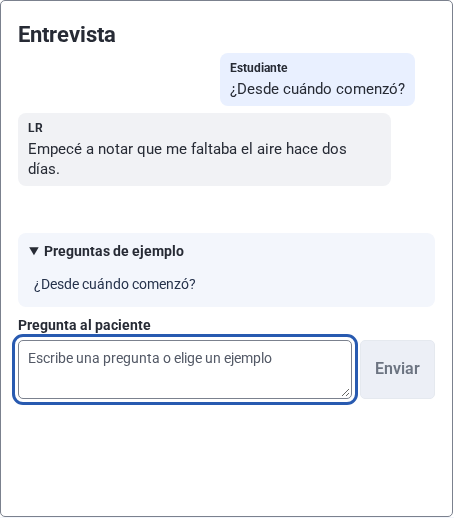 Entrevista
Estudiante
¿Desde cuándo comenzó?
LR
Empecé a notar que me faltaba el aire hace dos
días.
▼ Preguntas de ejemplo
¿Desde cuándo comenzó?
Pregunta al paciente
Escribe una pregunta o elige un ejemplo
Enviar